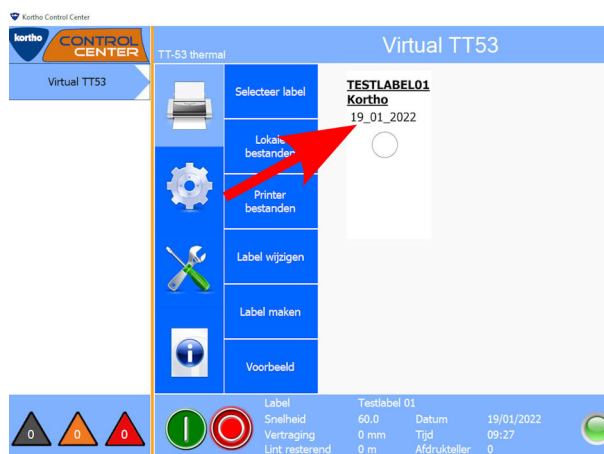 Kortho Control Center
kortho
CONTROL
CENTER
TT-53 thermal
Virtual TT53
Virtual TT53
Selecteer label
Lokale
bestanden
Printer
bestanden
Label wijzigen
Label maken
Voorbeeld
TESTLABEL01
Kortho
19_01_2022
0
0
0
Label Testlabel 01
Snelheid 60.0 Datum 19/01/2022
Vertraging 0 mm Tijd 09:27
Lint resterend 0 m Afdrukteller 0